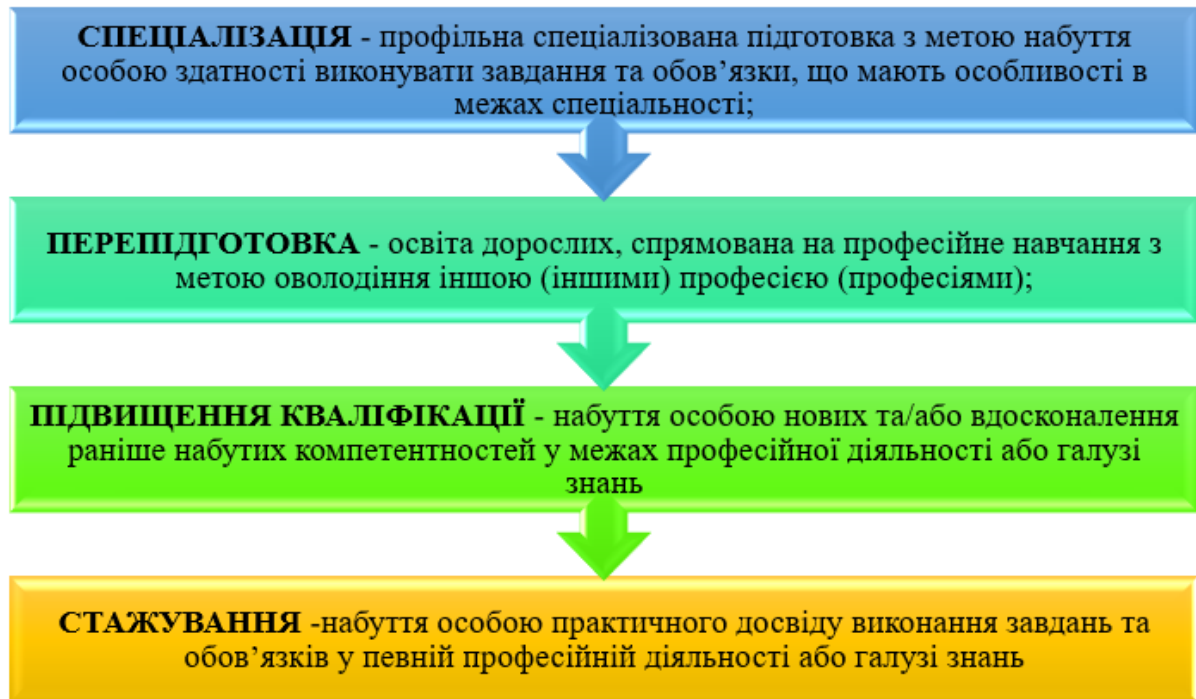 СПЕЦІАЛІЗАЦІЯ - профільна спеціалізована підготовка з метою набуття
особою здатності виконувати завдання та обов’язки, що мають особливості в
межах спеціальності;
ПЕРЕПІДГОТОВКА - освіта дорослих, спрямована на професійне навчання з
метою оволодіння іншою (іншими) професією (професіями);
ПІДВИЩЕННЯ КВАЛІФІКАЦІЇ - набуття особою нових та/або вдосконалення
раніше набутих компетентностей у межах професійної діяльності або галузі
знань
СТАЖУВАННЯ -набуття особою практичного досвіду виконання завдань та
обов’язків у певній професійній діяльності або галузі знань